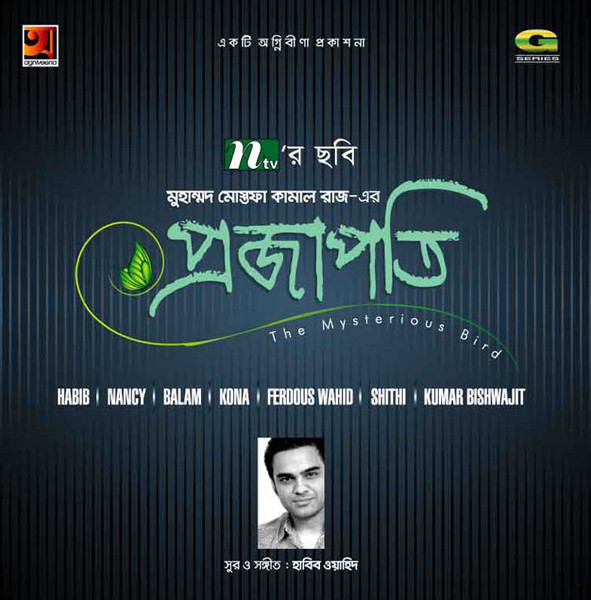 অ
agniveena
একটি অগ্নিবীণা প্রকাশনা
G
SERIES
ntv'র ছবি
মুহাম্মদ মোস্তফা কামাল রাজ-এর
প্রজাপতি
The Mysterious Bird
HABIB | NANCY | BALAM | KONA | FERDOUS WAHID | SHITHI | KUMAR BISHWAJIT
সুর ও সঙ্গীত : হাবিব ওয়াহিদ